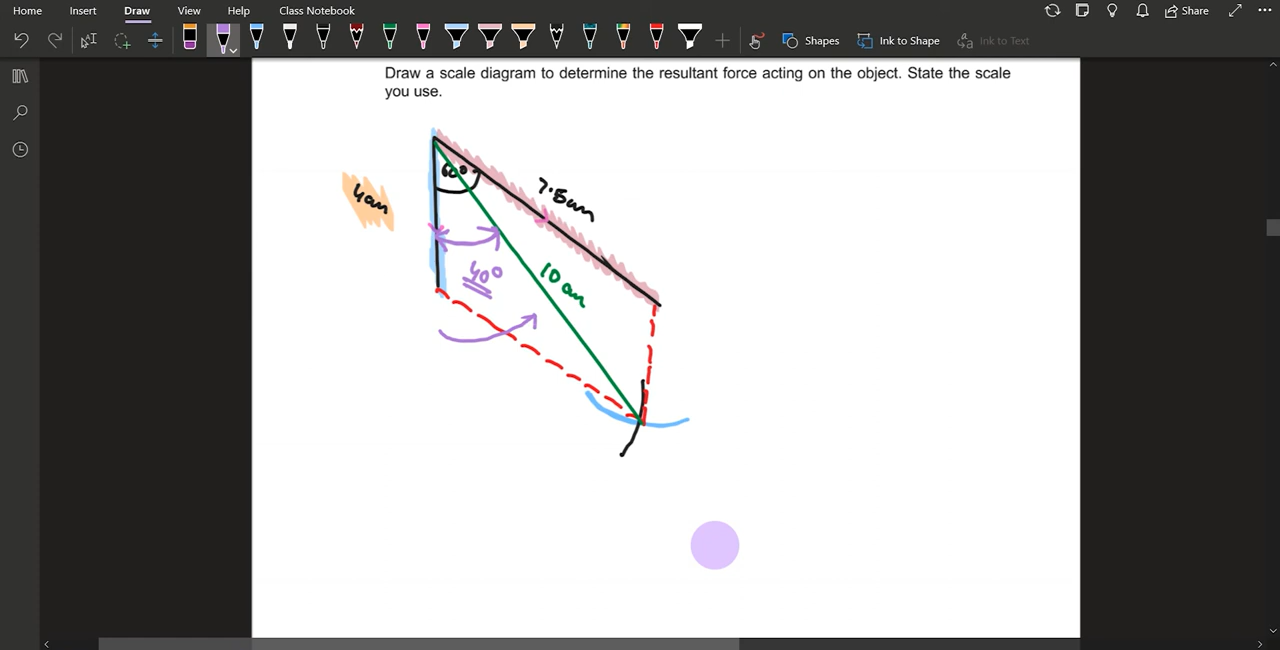 Home Insert Draw View Help Class Notebook
Share
Shapes Ink to Shape Ink to Text
Draw a scale diagram to determine the resultant force acting on the object. State the scale
you use.
60°
4cm
7.5cm
40°
10cm